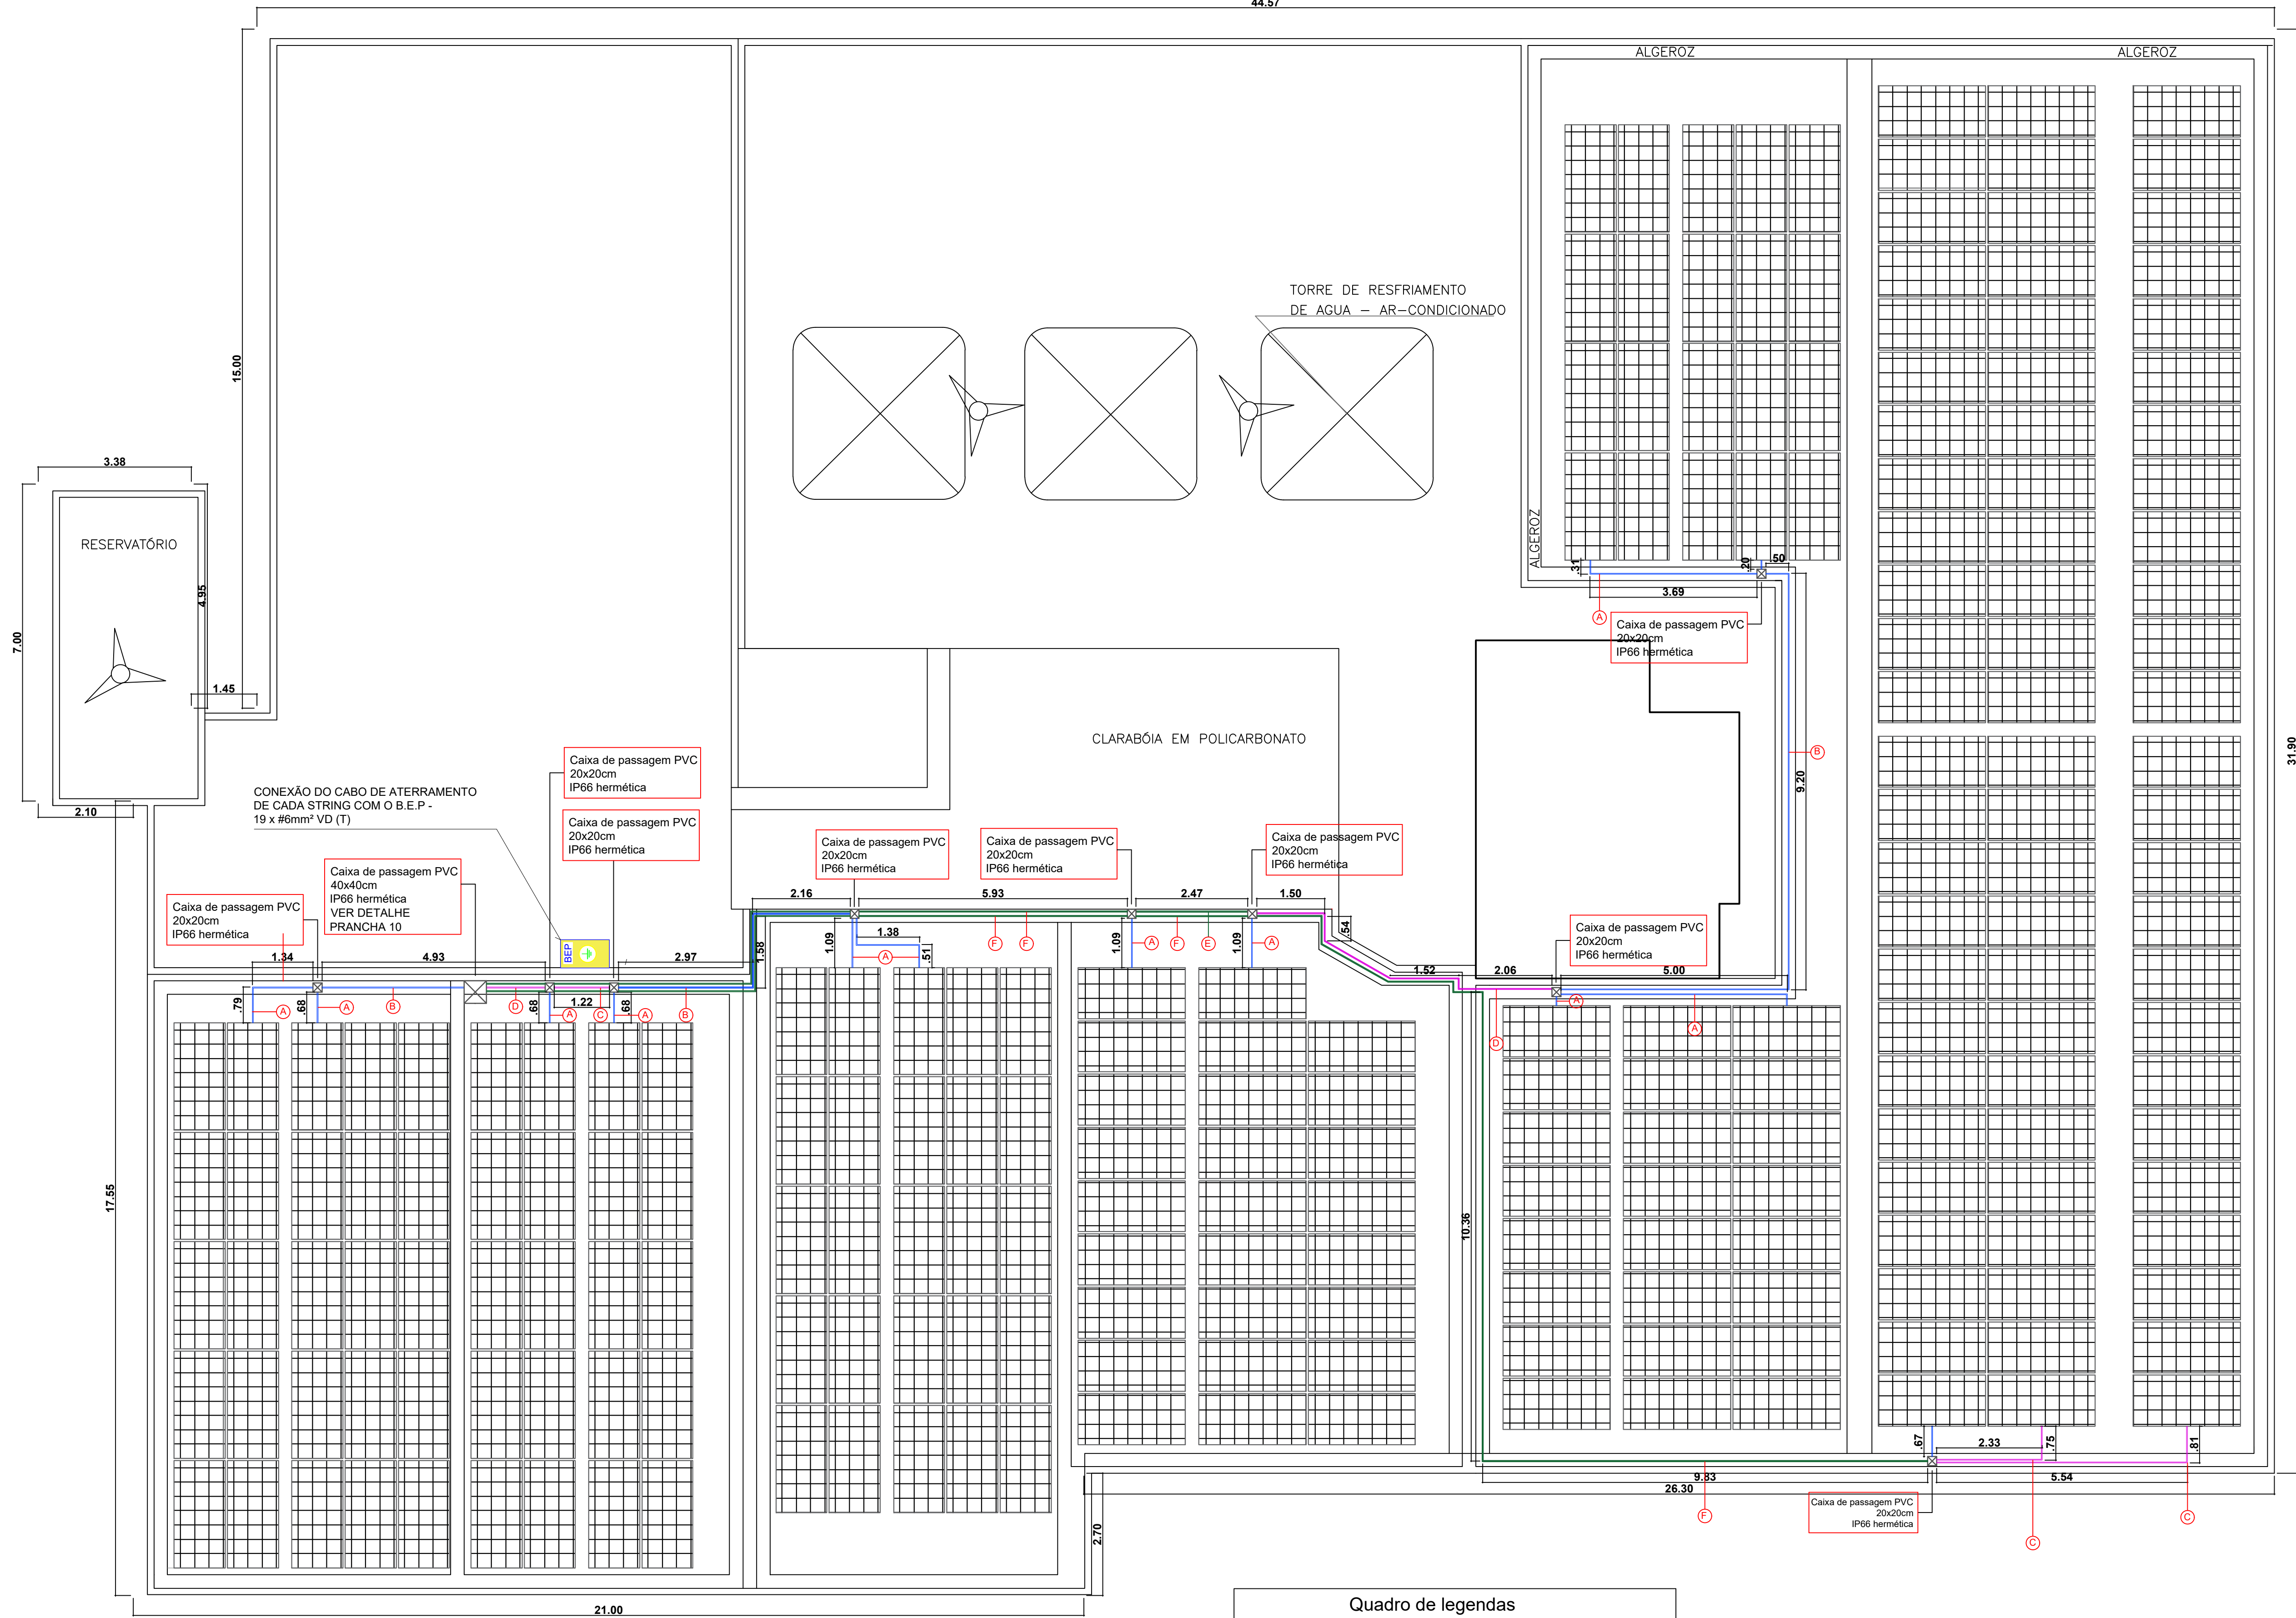 44.57
ALGEROZ
ALGEROZ
TORRE DE RESFRIAMENTO
DE AGUA – AR-CONDICIONADO
15.00
3.38
RESERVATÓRIO
4.95
7.00
1.45
2.10
ALGEROZ
.31
.20
.50
3.69
A
Caixa de passagem PVC
20x20cm
IP66 hermética
B
9.20
31.90
CLARABÓIA EM POLICARBONATO
CONEXÃO DO CABO DE ATERRAMENTO
DE CADA STRING COM O B.E.P -
19 x #6mm² VD (T)
Caixa de passagem PVC
20x20cm
IP66 hermética
Caixa de passagem PVC
20x20cm
IP66 hermética
Caixa de passagem PVC
20x20cm
IP66 hermética
Caixa de passagem PVC
20x20cm
IP66 hermética
Caixa de passagem PVC
20x20cm
IP66 hermética
Caixa de passagem PVC
40x40cm
IP66 hermética
VER DETALHE
PRANCHA 10
Caixa de passagem PVC
20x20cm
IP66 hermética
Caixa de passagem PVC
20x20cm
IP66 hermética
2.16
5.93
2.47
1.50
.54
BEP
1.34
4.93
2.97
1.58
1.09
1.38
.51
A
F
F
1.09
A
F
E
1.09
A
1.52
2.06
5.00
.79
A
.68
A
B
D
.68
1.22
A
C
.68
A
B
A
A
D
17.55
10.36
.67
2.33
.75
.81
9.83
5.54
26.30
Caixa de passagem PVC
20x20cm
IP66 hermética
F
C
C
2.70
21.00
Quadro de legendas